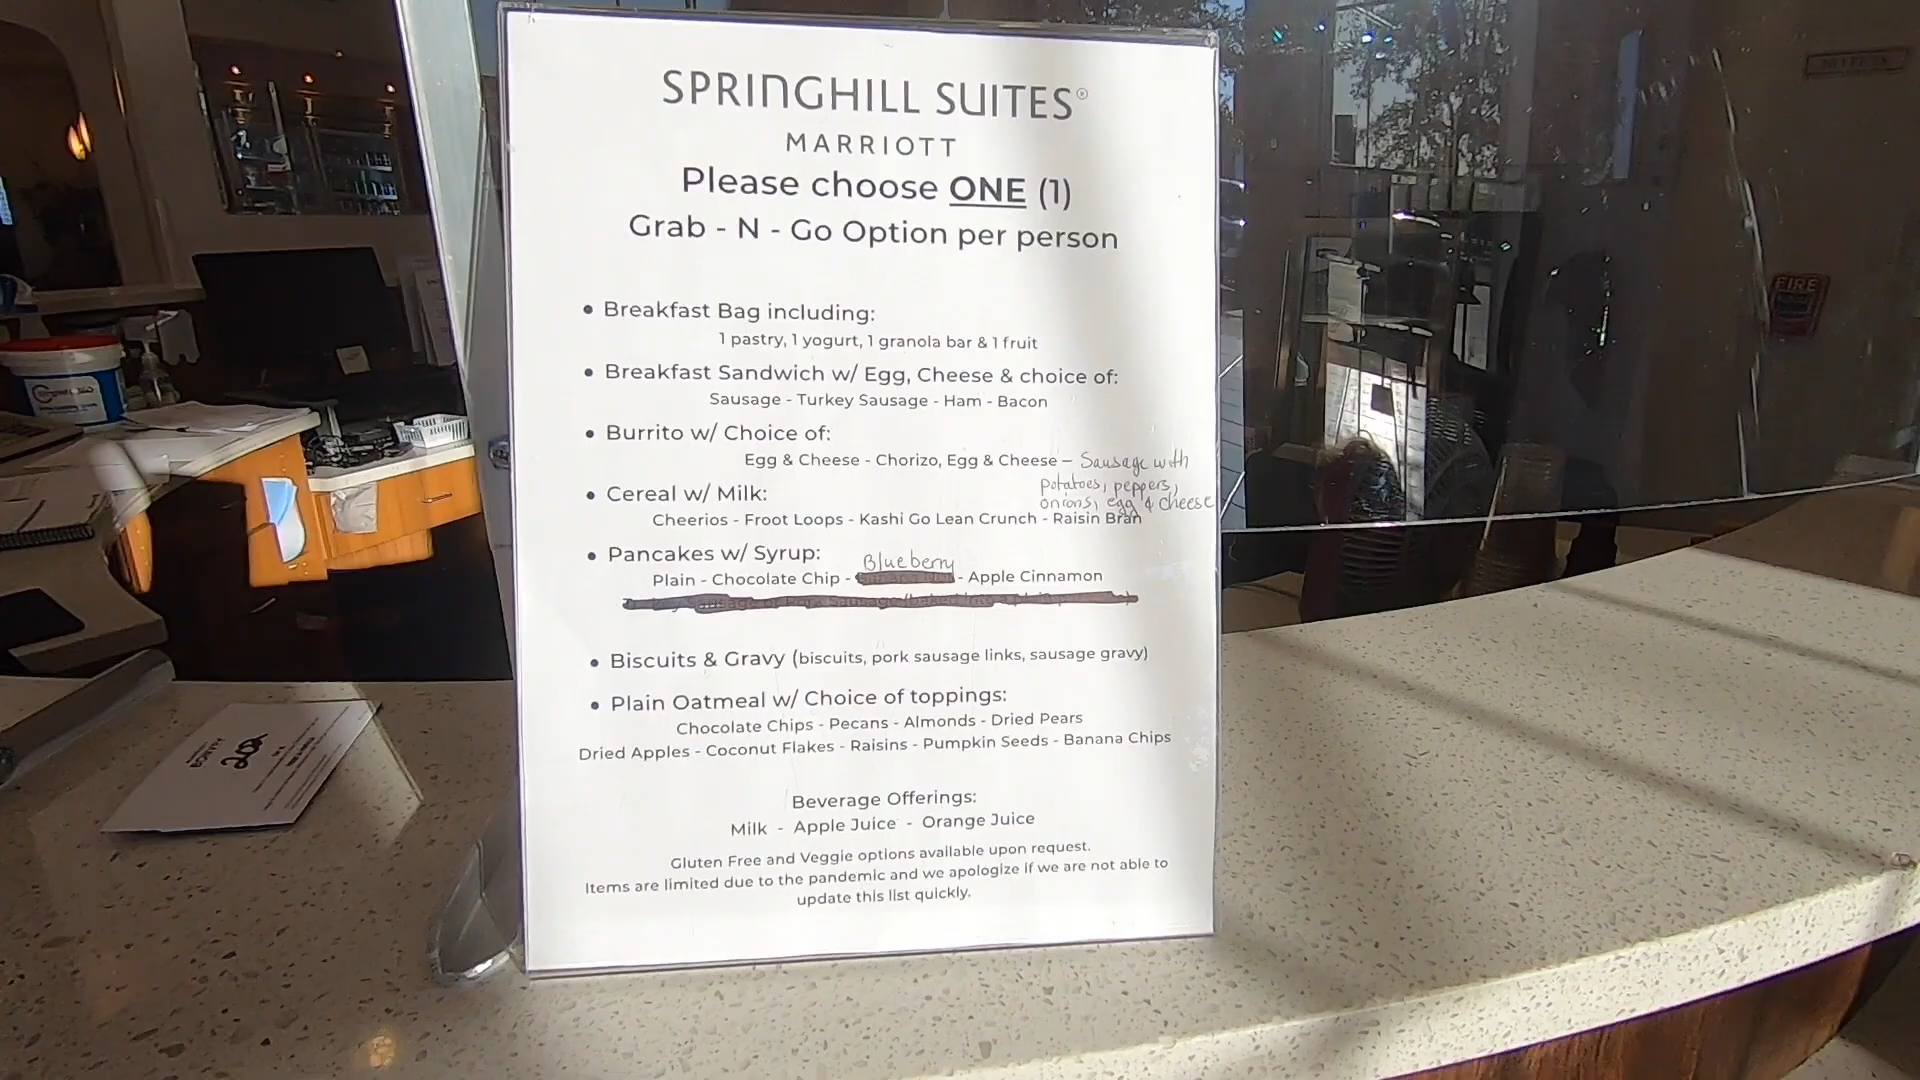 SPRINGHILL SUITES®
MARRIOTT
Please choose ONE (1)
Grab - N - Go Option per person
• Breakfast Bag including:
1 pastry, 1 yogurt, 1 granola bar & 1 fruit
• Breakfast Sandwich w/ Egg, Cheese & choice of:
Sausage - Turkey Sausage - Ham - Bacon
• Burrito w/ Choice of:
Egg & Cheese - Chorizo, Egg & Cheese – Sausage with
potatoes, peppers,
onions, egg & cheese
• Cereal w/ Milk:
Cheerios - Froot Loops - Kashi Go Lean Crunch - Raisin Bran
• Pancakes w/ Syrup:
Blueberry
Plain - Chocolate Chip - - Apple Cinnamon
• Biscuits & Gravy (biscuits, pork sausage links, sausage gravy)
• Plain Oatmeal w/ Choice of toppings:
Chocolate Chips - Pecans - Almonds - Dried Pears
Dried Apples - Coconut Flakes - Raisins - Pumpkin Seeds - Banana Chips
Beverage Offerings:
Milk - Apple Juice - Orange Juice
Gluten Free and Veggie options available upon request.
Items are limited due to the pandemic and we apologize if we are not able to
update this list quickly.
FIRE
208